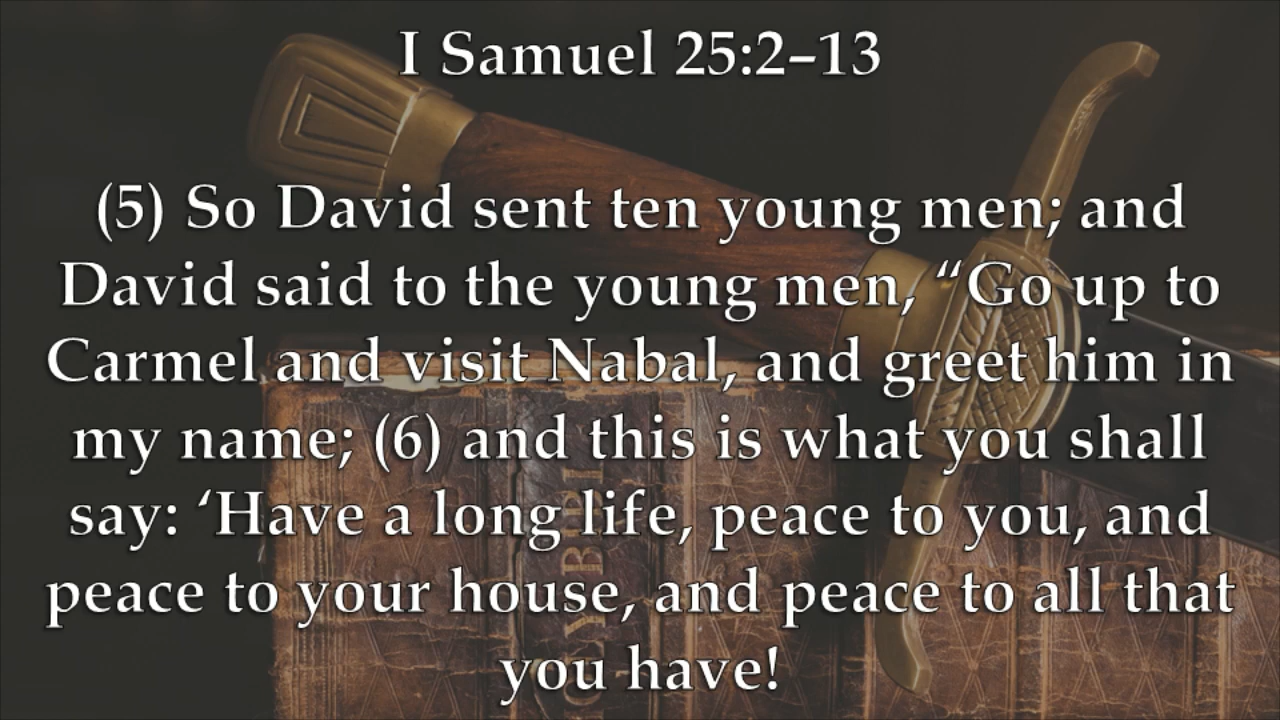 I Samuel 25:2–13
(5) So David sent ten young men; and
David said to the young men, “Go up to
Carmel and visit Nabal, and greet him in
my name; (6) and this is what you shall
say: ‘Have a long life, peace to you, and
peace to your house, and peace to all that
you have!